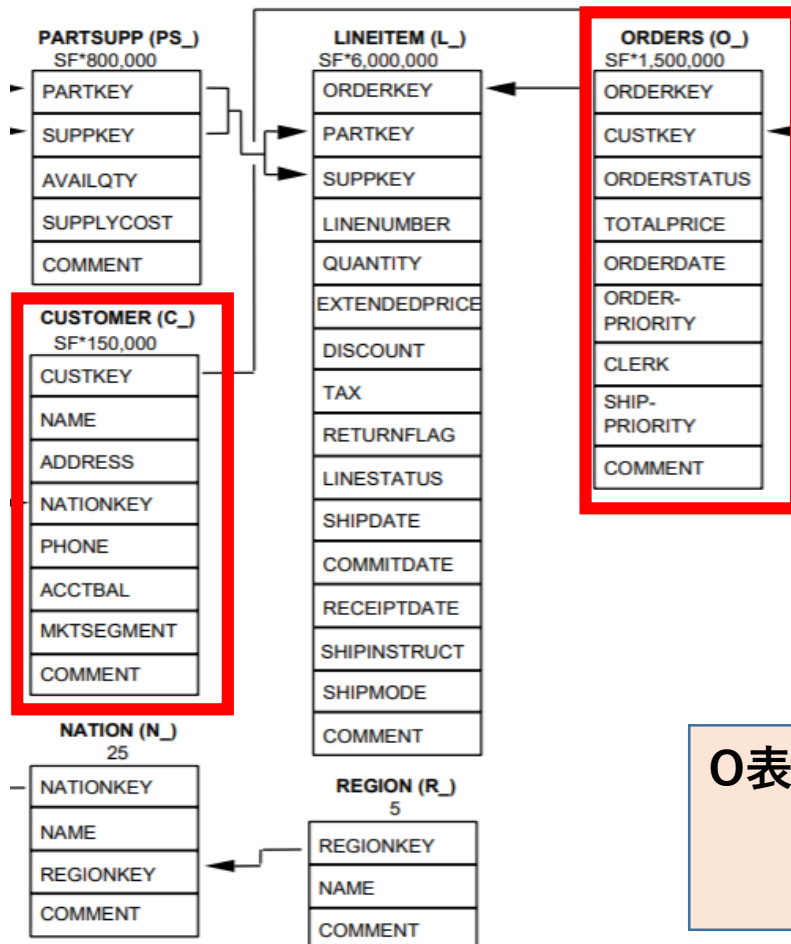 PARTSUPP (PS_)
SF*800,000
PARTKEY
SUPPKEY
AVAILQTY
SUPPLYCOST
COMMENT
CUSTOMER (C_)
SF*150,000
CUSTKEY
NAME
ADDRESS
NATIONKEY
PHONE
ACCTBAL
MKTSEGMENT
COMMENT
NATION (N_)
25
NATIONKEY
NAME
REGIONKEY
COMMENT
LINEITEM (L_)
SF*6,000,000
ORDERKEY
PARTKEY
SUPPKEY
LINENUMBER
QUANTITY
EXTENDEDPRICE
DISCOUNT
TAX
RETURNFLAG
LINESTATUS
SHIPDATE
COMMITDATE
RECEIPTDATE
SHIPINSTRUCT
SHIPMODE
COMMENT
REGION (R_)
5
REGIONKEY
NAME
COMMENT
ORDERS (O_)
SF*1,500,000
ORDERKEY
CUSTKEY
ORDERSTATUS
TOTALPRICE
ORDERDATE
ORDER-
PRIORITY
CLERK
SHIP-
PRIORITY
COMMENT
O表